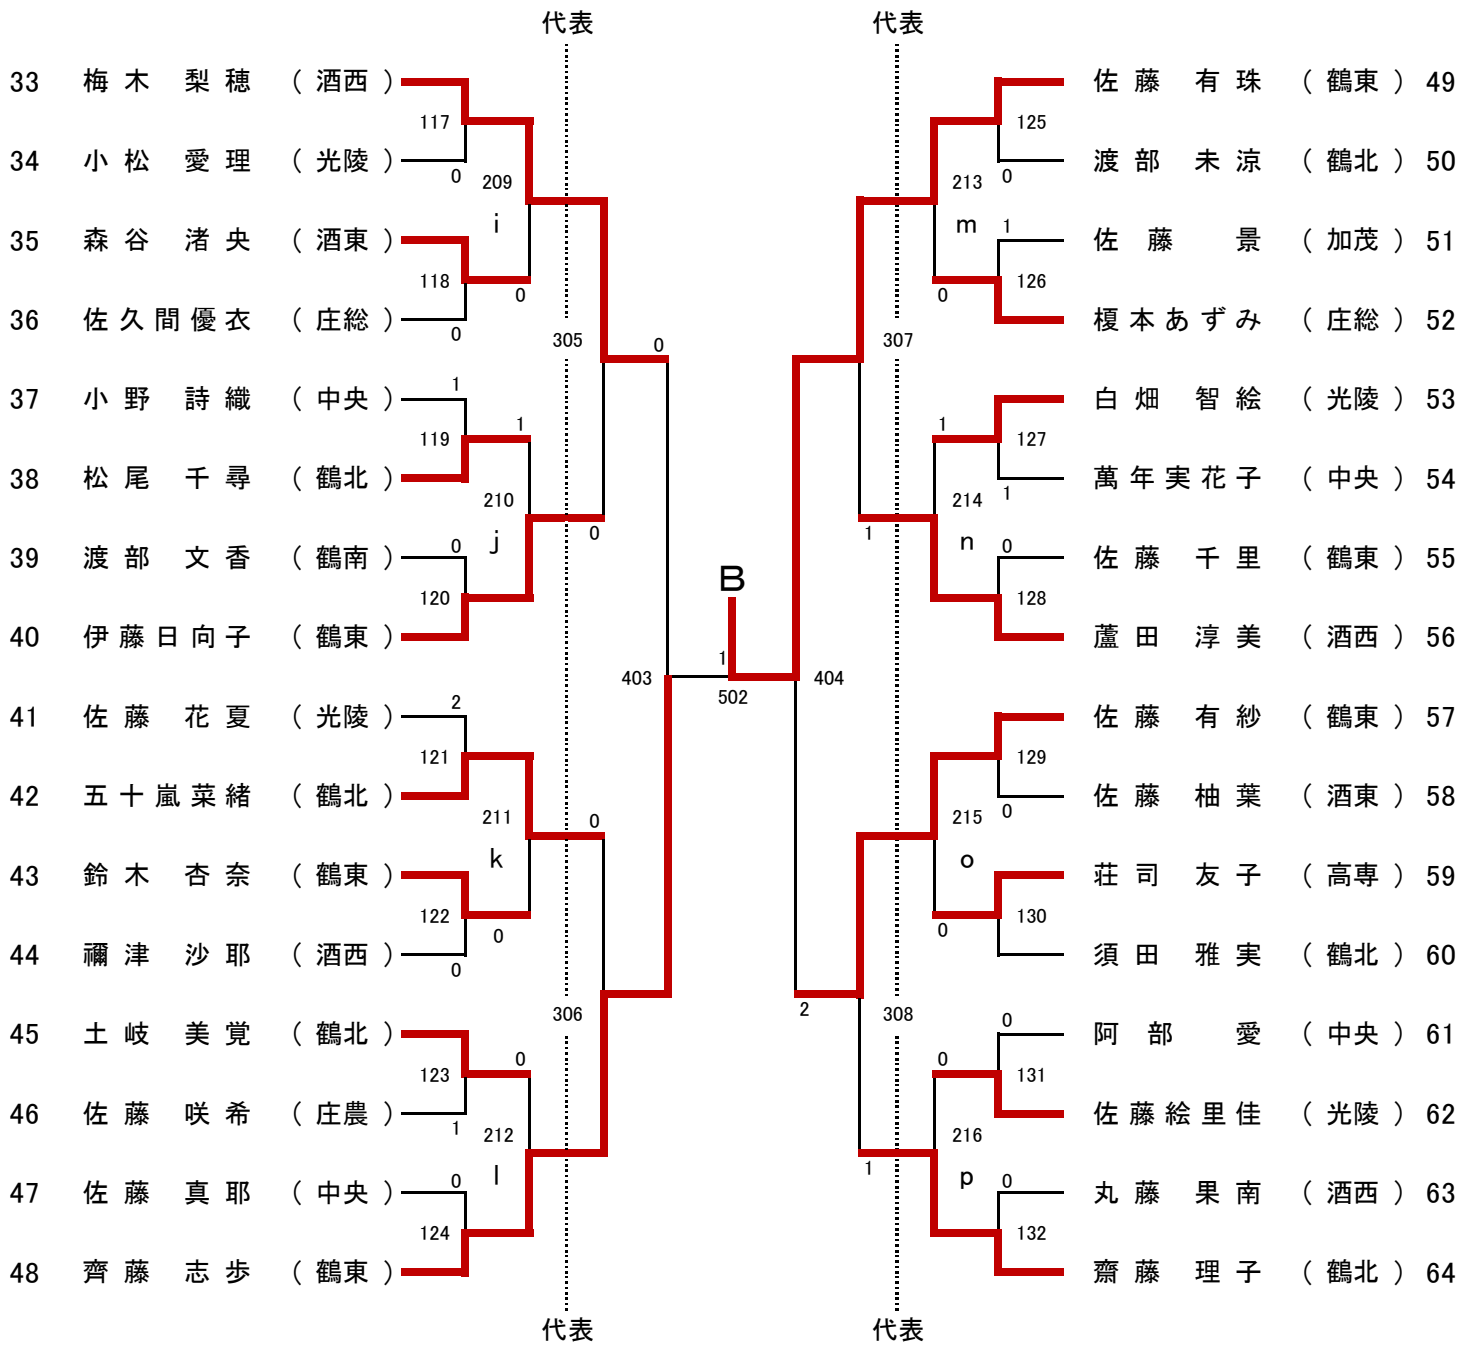 代表 代表
33 梅木 梨穂 ( 酒西 ) 佐藤 有珠 ( 鶴東 ) 49
117 125
34 小松 愛理 ( 光陵 ) 渡部 未涼 ( 鶴北 ) 50
0 209 213 0
i m 1
35 森谷 渚央 ( 酒東 ) 佐藤 景 ( 加茂 ) 51
118 0 0 126
36 佐久間優衣 ( 庄総 ) 榎本あずみ ( 庄総 ) 52
0 305 0 307
37 小野 詩織 ( 中央 ) 1 白畑 智絵 ( 光陵 ) 53
119 1 1 127
38 松尾 千尋 ( 鶴北 ) 萬年実花子 ( 中央 ) 54
210 214 1
j 0 1 n
39 渡部 文香 ( 鶴南 ) 0 0 佐藤 千里 ( 鶴東 ) 55
B
120 128
40 伊藤日向子 ( 鶴東 ) 蘆田 淳美 ( 酒西 ) 56
1
403 502 404
41 佐藤 花夏 ( 光陵 ) 2 佐藤 有紗 ( 鶴東 ) 57
121 129
42 五十嵐菜緒 ( 鶴北 ) 佐藤 柚葉 ( 酒東 ) 58
211 0 215 0
k o
43 鈴木 杏奈 ( 鶴東 ) 荘司 友子 ( 高専 ) 59
122 0 0 130
44 禰津 沙耶 ( 酒西 ) 須田 雅実 ( 鶴北 ) 60
0
306 2 308
45 土岐 美覚 ( 鶴北 ) 0 阿部 愛 ( 中央 ) 61
123 0 0 131
46 佐藤 咲希 ( 庄農 ) 佐藤絵里佳 ( 光陵 ) 62
1 212 216
l 1 p
47 佐藤 真耶 ( 中央 ) 0 0 丸藤 果南 ( 酒西 ) 63
124 132
48 齊藤 志歩 ( 鶴東 ) 齋藤 理子 ( 鶴北 ) 64
代表 代表